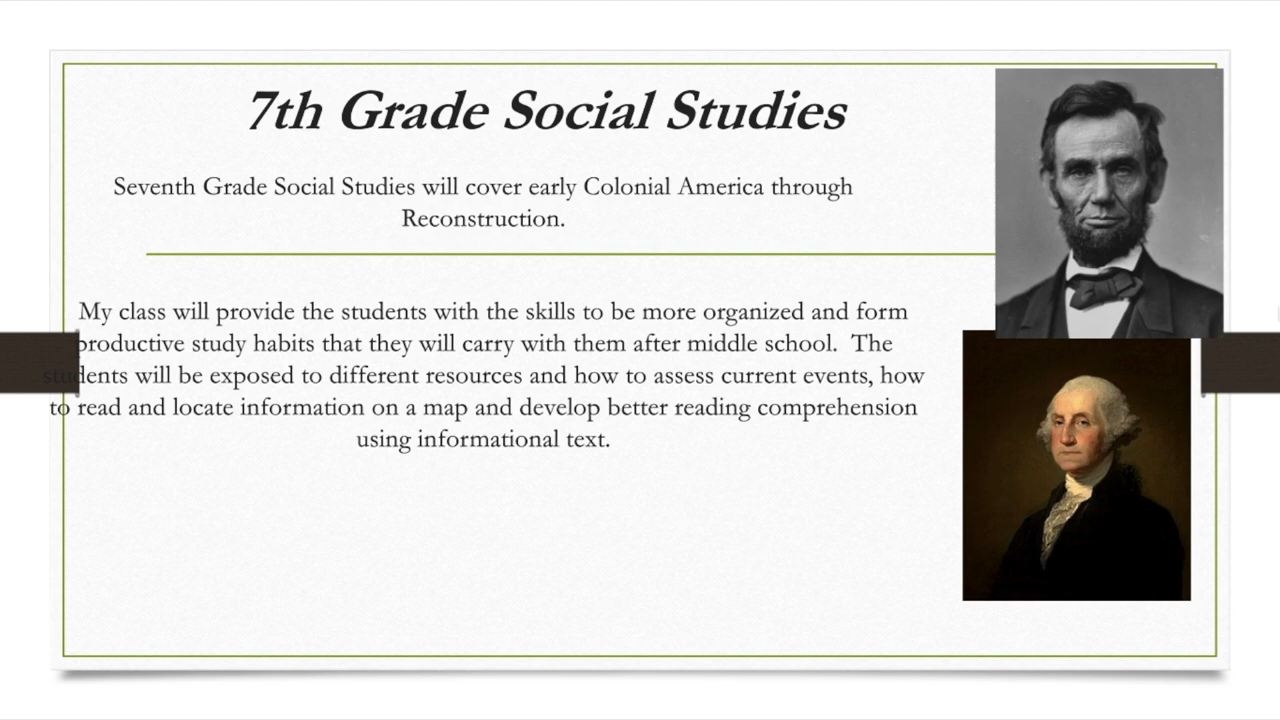 7th Grade Social Studies
Seventh Grade Social Studies will cover early Colonial America through
Reconstruction.
My class will provide the students with the skills to be more organized and form
productive study habits that they will carry with them after middle school.  The
students will be exposed to different resources and how to assess current events, how
to read and locate information on a map and develop better reading comprehension
using informational text.